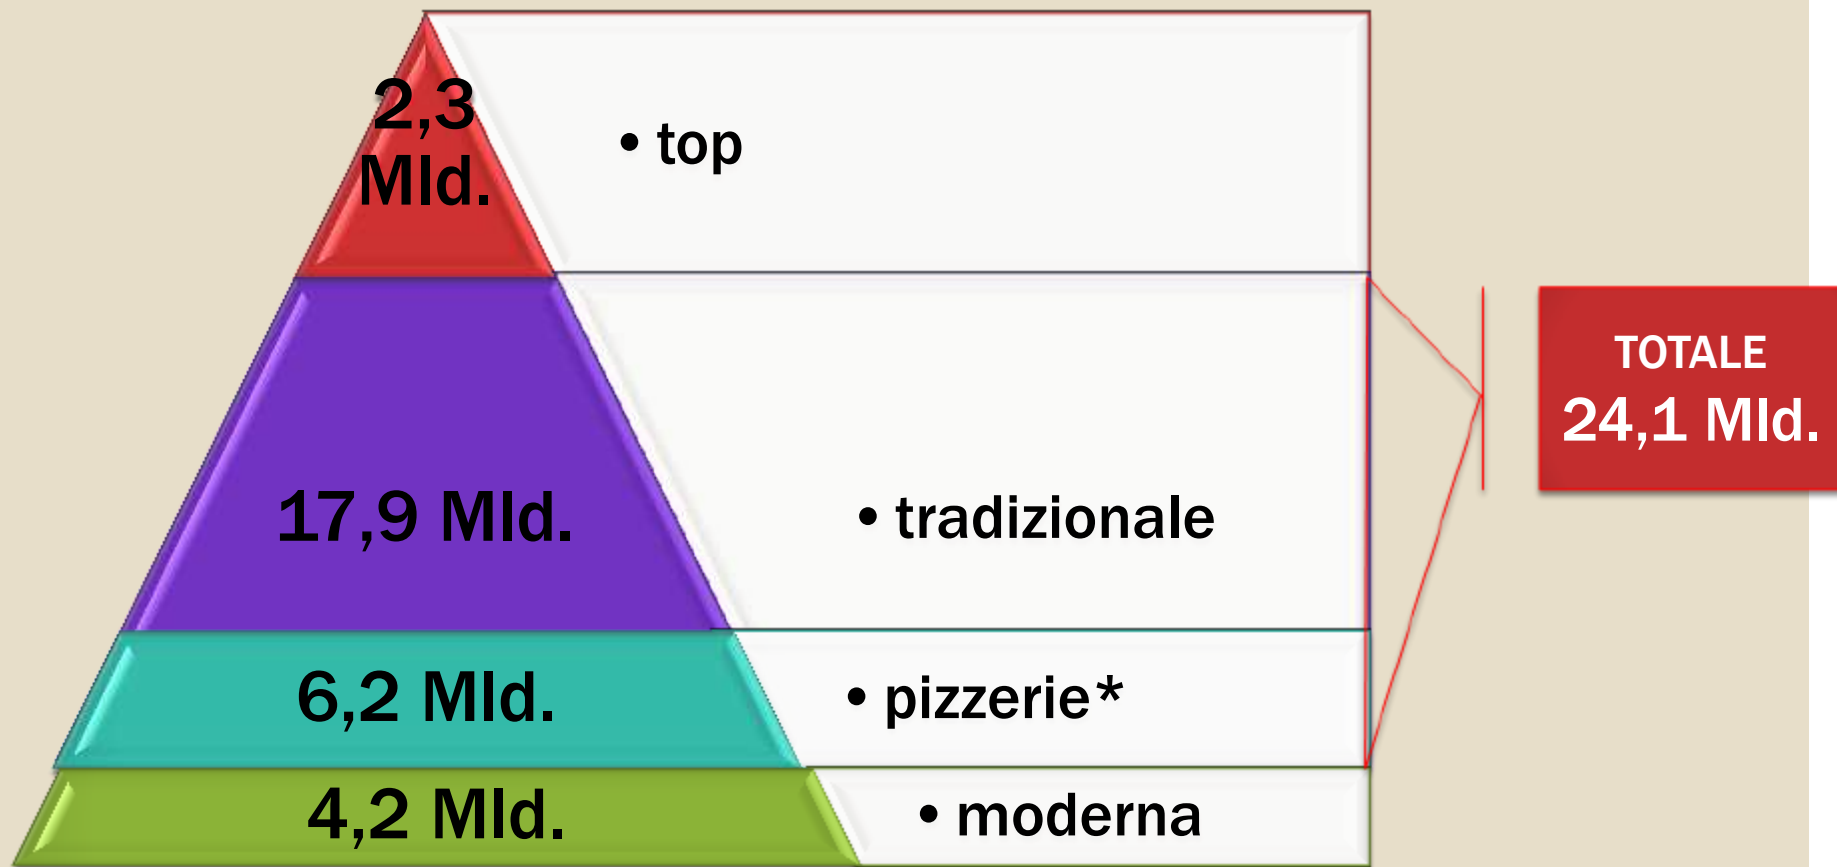 2,3
Mld.
• top
17,9 Mld.
• tradizionale
TOTALE
24,1 Mld.
6,2 Mld.
• pizzerie*
4,2 Mld.
• moderna